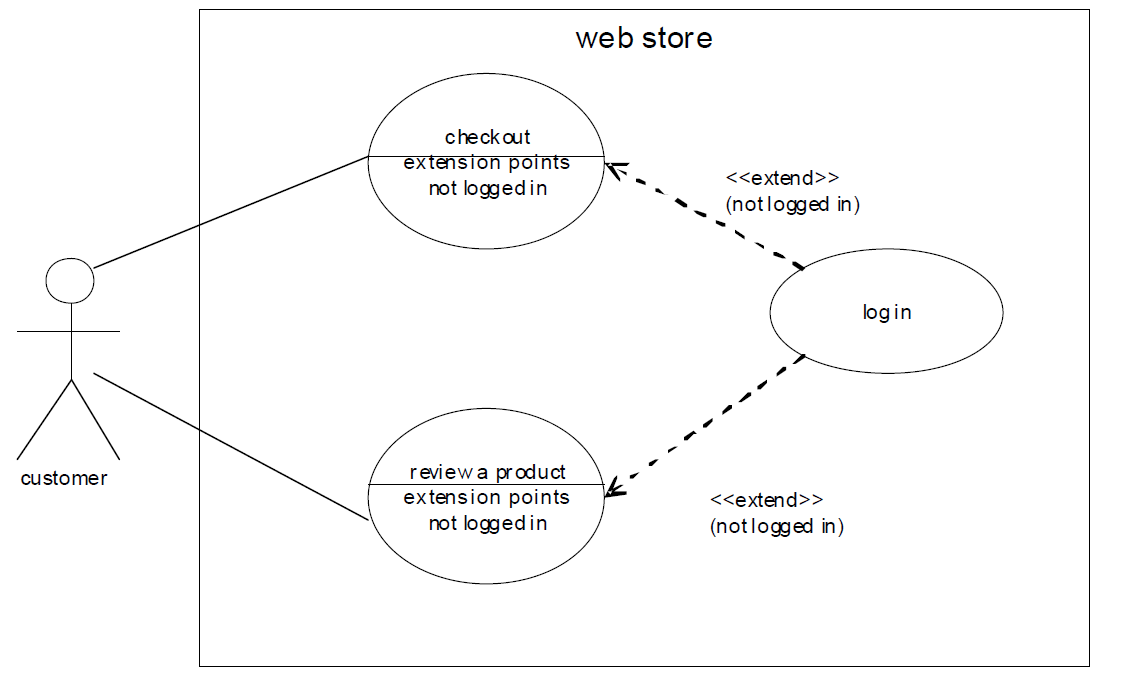 web store
checkout
extension points
not logged in
<<extend>>
(not logged in)
log in
customer
review a product
extension points
not logged in
<<extend>>
(not logged in)